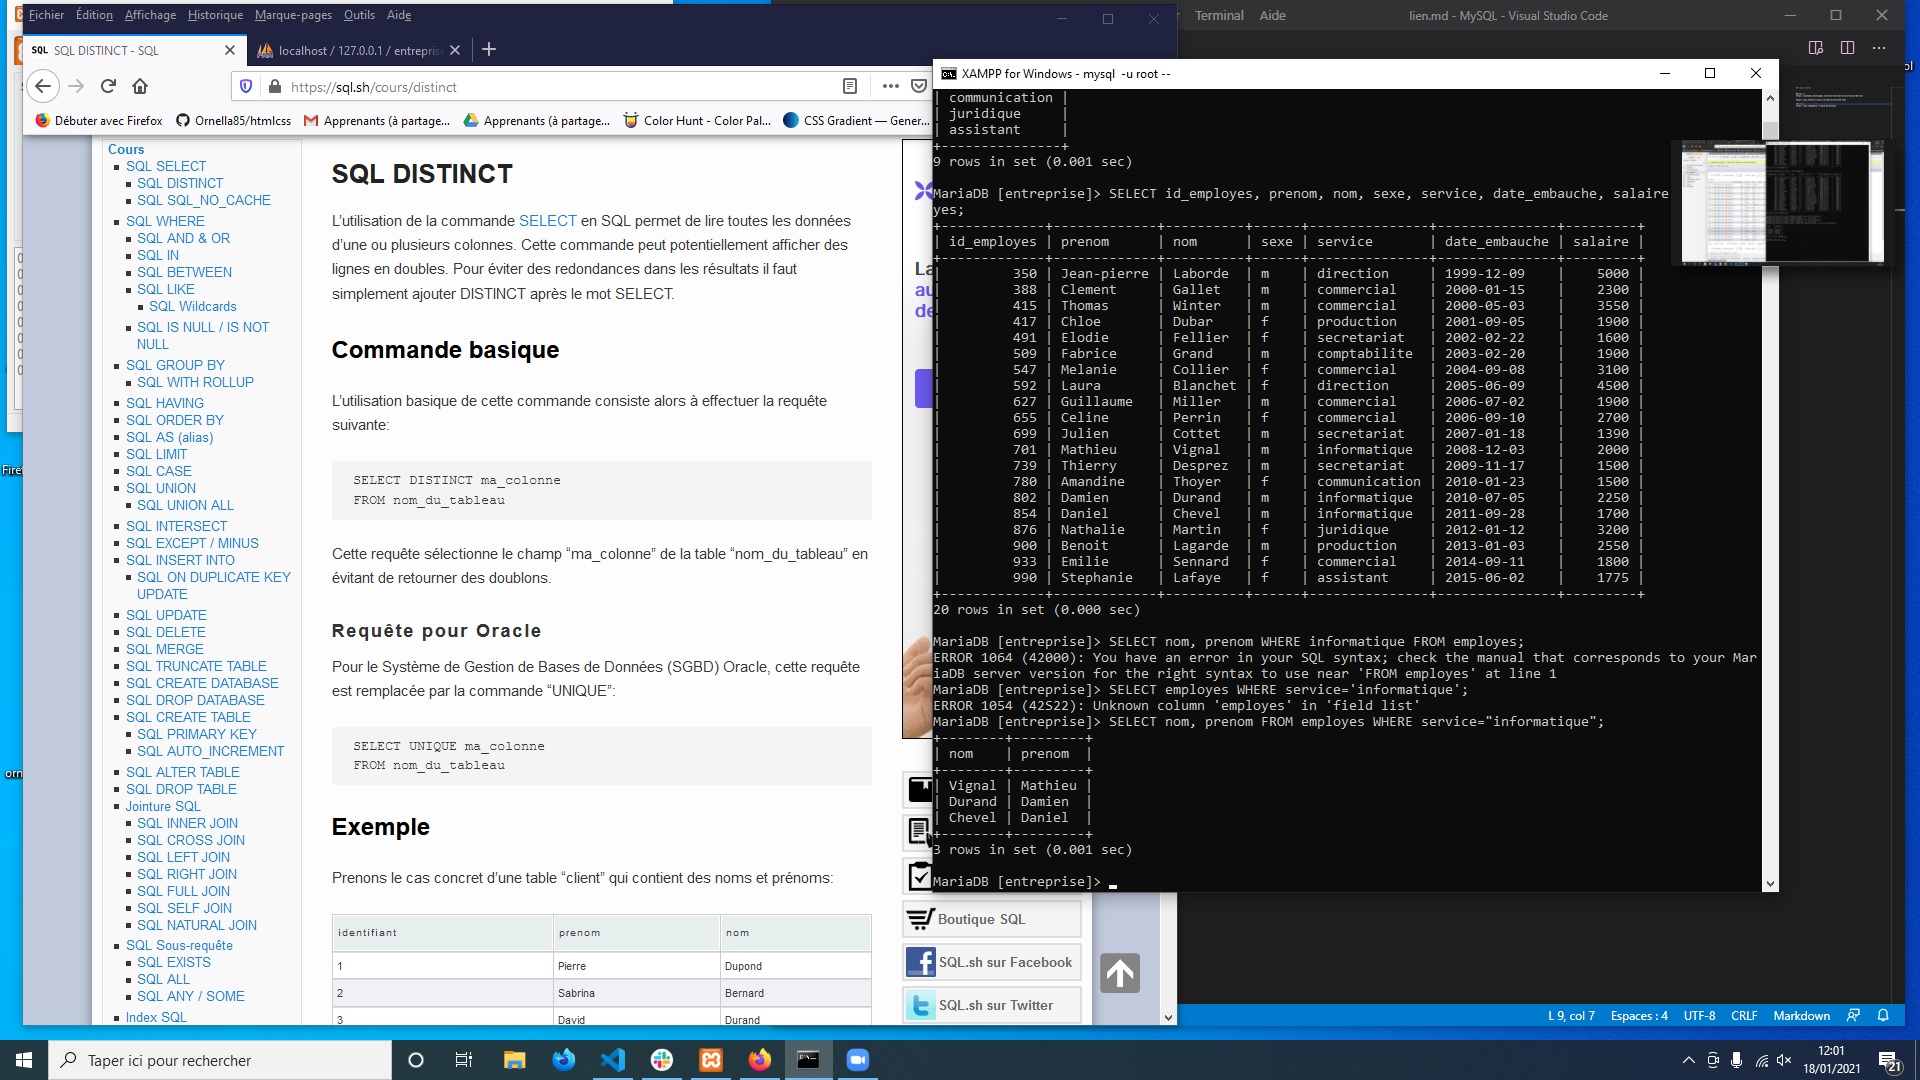 Fichier Édition Affichage Historique Marque-pages Outils Aide
SQL SQL DISTINCT - SQL
localhost / 127.0.0.1 / entrepris
https://sql.sh/cours/distinct
Débuter avec Firefox Ornella85/htmlcss Apprenants (à partage... Apprenants (à partage... Color Hunt - Color Pal... CSS Gradient — Gener...
Cours
SQL SELECT
SQL DISTINCT
SQL SQL_NO_CACHE
SQL WHERE
SQL AND & OR
SQL IN
SQL BETWEEN
SQL LIKE
SQL Wildcards
SQL IS NULL / IS NOT
NULL
SQL GROUP BY
SQL WITH ROLLUP
SQL HAVING
SQL ORDER BY
SQL AS (alias)
SQL LIMIT
SQL CASE
SQL UNION
SQL UNION ALL
SQL INTERSECT
SQL EXCEPT / MINUS
SQL INSERT INTO
SQL ON DUPLICATE KEY
UPDATE
SQL UPDATE
SQL DELETE
SQL MERGE
SQL TRUNCATE TABLE
SQL CREATE DATABASE
SQL DROP DATABASE
SQL CREATE TABLE
SQL PRIMARY KEY
SQL AUTO_INCREMENT
SQL ALTER TABLE
SQL DROP TABLE
Jointure SQL
SQL INNER JOIN
SQL CROSS JOIN
SQL LEFT JOIN
SQL RIGHT JOIN
SQL FULL JOIN
SQL SELF JOIN
SQL NATURAL JOIN
SQL Sous-requête
SQL EXISTS
SQL ALL
SQL ANY / SOME
Index SQL
SQL DISTINCT
L’utilisation de la commande SELECT en SQL permet de lire toutes les données
d’une ou plusieurs colonnes. Cette commande peut potentiellement afficher des
lignes en doubles. Pour éviter des redondances dans les résultats il faut
simplement ajouter DISTINCT après le mot SELECT.
Commande basique
L’utilisation basique de cette commande consiste alors à effectuer la requête
suivante:
SELECT DISTINCT ma_colonne
FROM nom_du_tableau
Cette requête sélectionne le champ “ma_colonne” de la table “nom_du_tableau” en
évitant de retourner des doublons.
Requête pour Oracle
Pour le Système de Gestion de Bases de Données (SGBD) Oracle, cette requête
est remplacée par la commande “UNIQUE”:
SELECT UNIQUE ma_colonne
FROM nom_du_tableau
Exemple
Prenons le cas concret d’une table “client” qui contient des noms et prénoms:
identifiant prenom nom
1 Pierre Dupond
2 Sabrina Bernard
3 David Durand
La
au
de
Boutique SQL
SQL.sh sur Facebook
SQL.sh sur Twitter
Terminal Aide
lien.md - MySQL - Visual Studio Code
XAMPP for Windows - mysql -u root --
| communication |
| juridique |
| assistant |
+---------------+
9 rows in set (0.001 sec)
MariaDB [entreprise]> SELECT id_employes, prenom, nom, sexe, service, date_embauche, salaire
yes;
+-------------+-------------+----------+------+---------------+---------------+---------+
| id_employes | prenom | nom | sexe | service | date_embauche | salaire |
+-------------+-------------+----------+------+---------------+---------------+---------+
| 350 | Jean-pierre | Laborde | m | direction | 1999-12-09 | 5000 |
| 388 | Clement | Gallet | m | commercial | 2000-01-15 | 2300 |
| 415 | Thomas | Winter | m | commercial | 2000-05-03 | 3550 |
| 417 | Chloe | Dubar | f | production | 2001-09-05 | 1900 |
| 491 | Elodie | Fellier | f | secretariat | 2002-02-22 | 1600 |
| 509 | Fabrice | Grand | m | comptabilite | 2003-02-20 | 1900 |
| 547 | Melanie | Collier | f | commercial | 2004-09-08 | 3100 |
| 592 | Laura | Blanchet | f | direction | 2005-06-09 | 4500 |
| 627 | Guillaume | Miller | m | commercial | 2006-07-02 | 1900 |
| 655 | Celine | Perrin | f | commercial | 2006-09-10 | 2700 |
| 699 | Julien | Cottet | m | secretariat | 2007-01-18 | 1390 |
| 701 | Mathieu | Vignal | m | informatique | 2008-12-03 | 2000 |
| 739 | Thierry | Desprez | m | secretariat | 2009-11-17 | 1500 |
| 780 | Amandine | Thoyer | f | communication | 2010-01-23 | 1500 |
| 802 | Damien | Durand | m | informatique | 2010-07-05 | 2250 |
| 854 | Daniel | Chevel | m | informatique | 2011-09-28 | 1700 |
| 876 | Nathalie | Martin | f | juridique | 2012-01-12 | 3200 |
| 900 | Benoit | Lagarde | m | production | 2013-01-03 | 2550 |
| 933 | Emilie | Sennard | f | commercial | 2014-09-11 | 1800 |
| 990 | Stephanie | Lafaye | f | assistant | 2015-06-02 | 1775 |
+-------------+-------------+----------+------+---------------+---------------+---------+
20 rows in set (0.000 sec)
MariaDB [entreprise]> SELECT nom, prenom WHERE informatique FROM employes;
ERROR 1064 (42000): You have an error in your SQL syntax; check the manual that corresponds to your Mar
iaDB server version for the right syntax to use near 'FROM employes' at line 1
MariaDB [entreprise]> SELECT employes WHERE service='informatique';
ERROR 1054 (42S22): Unknown column 'employes' in 'field list'
MariaDB [entreprise]> SELECT nom, prenom FROM employes WHERE service="informatique";
+--------+---------+
| nom | prenom |
+--------+---------+
| Vignal | Mathieu |
| Durand | Damien |
| Chevel | Daniel |
+--------+---------+
3 rows in set (0.001 sec)
MariaDB [entreprise]>
L 9, col 7 Espaces : 4 UTF-8 CRLF Markdown
Taper ici pour rechercher
12:01
18/01/2021
21